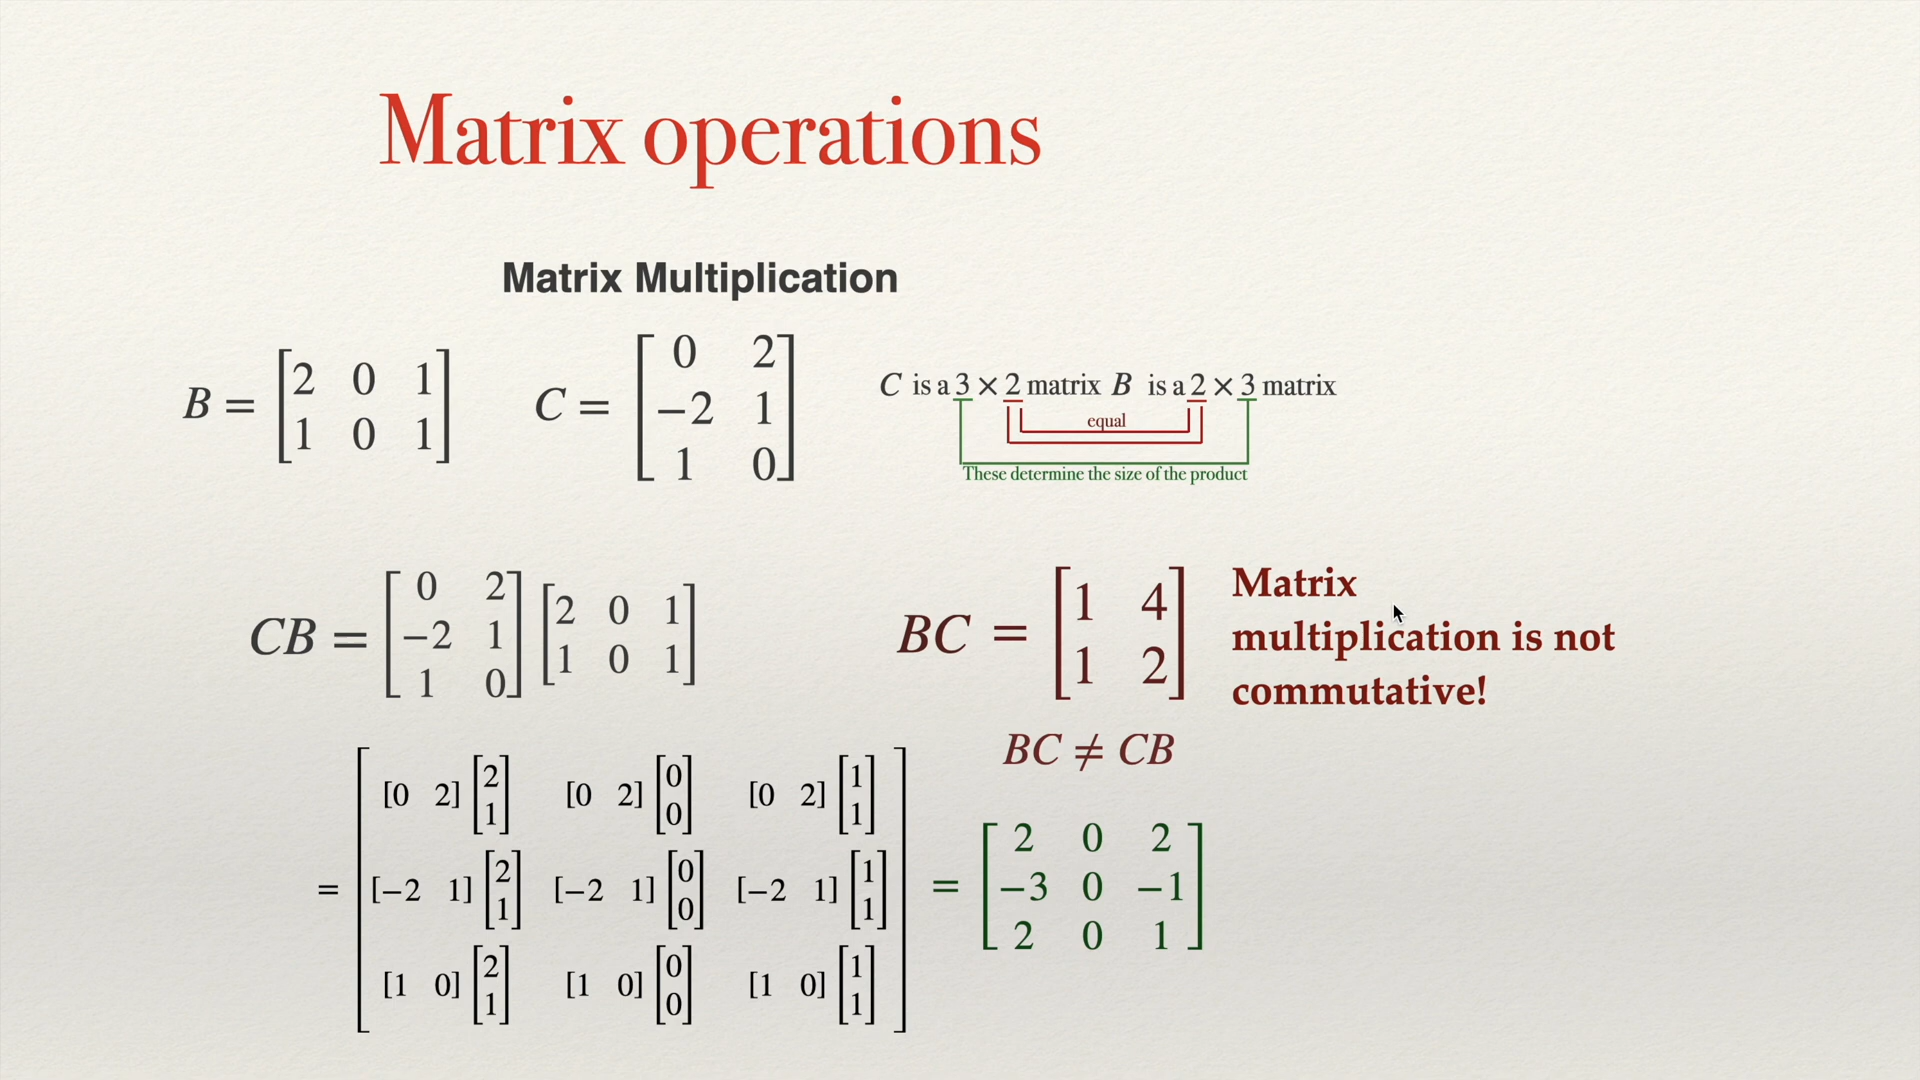 Matrix operations
Matrix Multiplication
B = [2 0 1; 1 0 1] C = [0 2; −2 1; 1 0] C is a 3 × 2 matrix B is a 2 × 3 matrix
equal
These determine the size of the product
CB = [0 2; −2 1; 1 0] [2 0 1; 1 0 1]
BC = [1 4; 1 2]
Matrix
multiplication is not
commutative!
BC ≠ CB
= [[0 2] [2; 1] [0 2] [0; 0] [0 2] [1; 1]
[−2 1] [2; 1] [−2 1] [0; 0] [−2 1] [1; 1]
[1 0] [2; 1] [1 0] [0; 0] [1 0] [1; 1]]
= [2 0 2; −3 0 −1; 2 0 1]